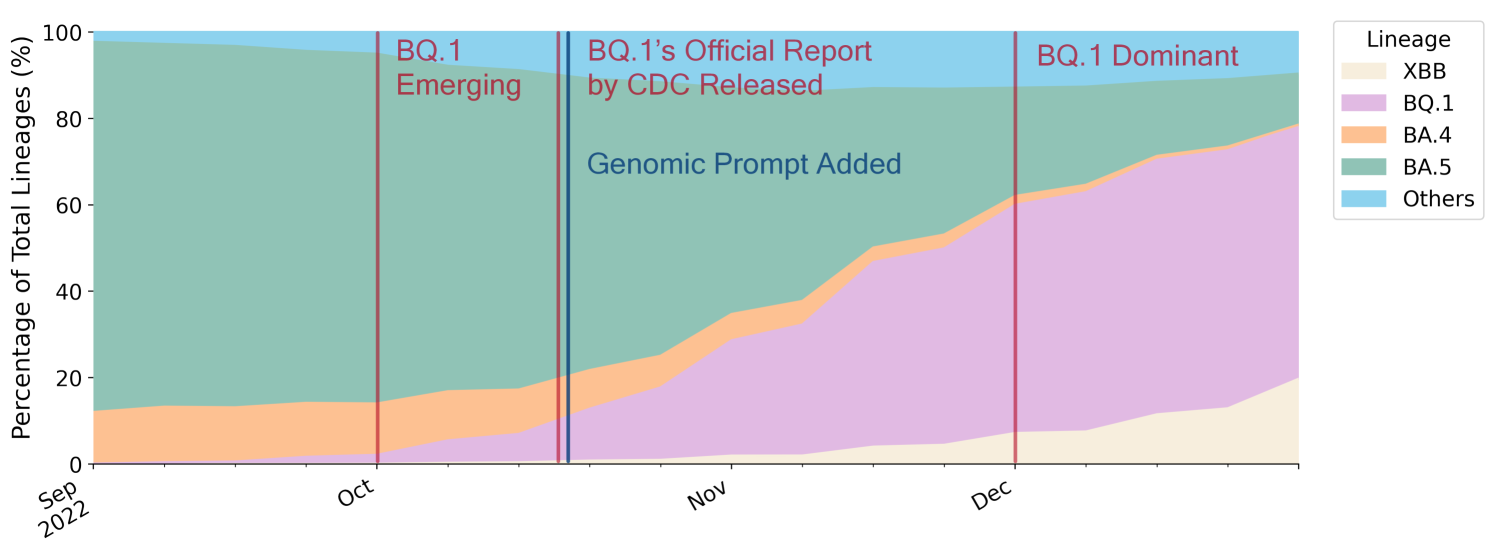 Percentage of Total Lineages (%)
100
80
60
40
20
0
Sep
2022
Oct
Nov
Dec
BQ.1
Emerging
BQ.1’s Official Report
by CDC Released
Genomic Prompt Added
BQ.1 Dominant
Lineage
XBB
BQ.1
BA.4
BA.5
Others